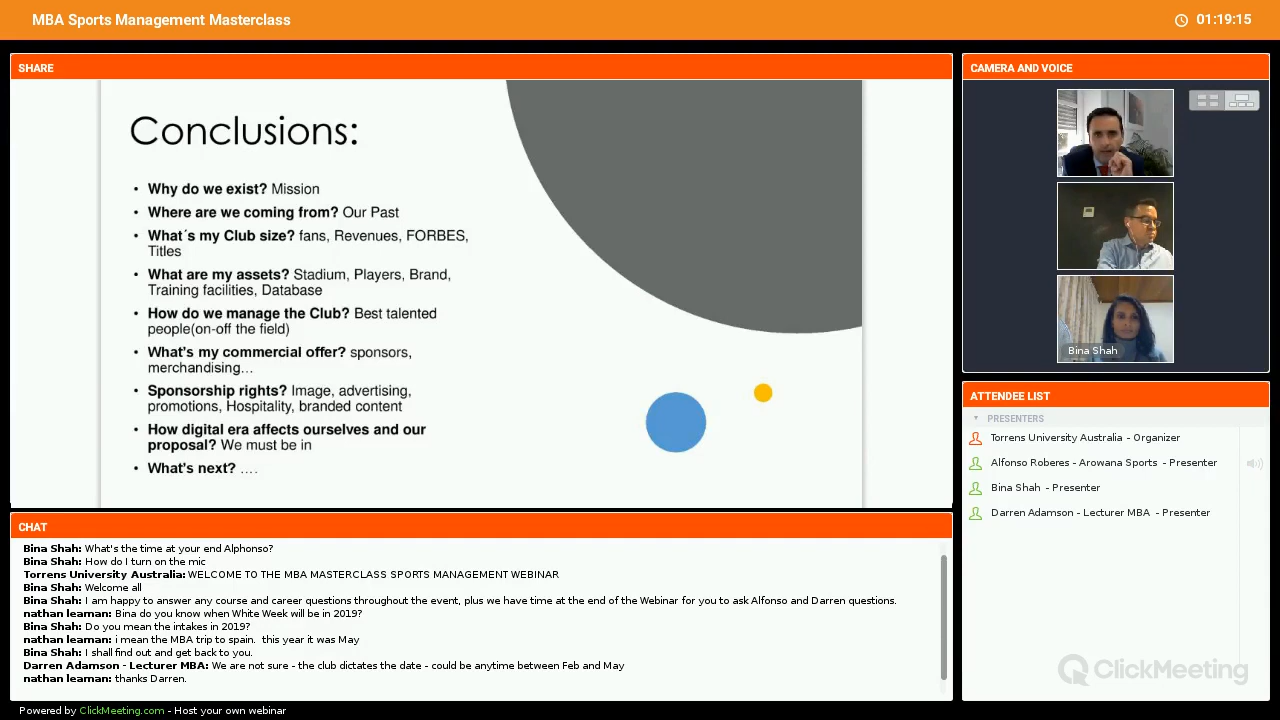 MBA Sports Management Masterclass
01:19:15
SHARE
Conclusions:
• Why do we exist? Mission
• Where are we coming from? Our Past
• What´s my Club size? fans, Revenues, FORBES,
Titles
• What are my assets? Stadium, Players, Brand,
Training facilities, Database
• How do we manage the Club? Best talented
people(on-off the field)
• What's my commercial offer? sponsors,
merchandising…
• Sponsorship rights? Image, advertising,
promotions, Hospitality, branded content
• How digital era affects ourselves and our
proposal? We must be in
• What's next? ….
CHAT
Bina Shah: What's the time at your end Alphonso?
Bina Shah: How do I turn on the mic
Torrens University Australia: WELCOME TO THE MBA MASTERCLASS SPORTS MANAGEMENT WEBINAR
Bina Shah: Welcome all
Bina Shah: I am happy to answer any course and career questions throughout the event, plus we have time at the end of the Webinar for you to ask Alfonso and Darren questions.
nathan leaman: Bina do you know when White Week will be in 2019?
Bina Shah: Do you mean the intakes in 2019?
nathan leaman: i mean the MBA trip to spain.  this year it was May
Bina Shah: I shall find out and get back to you.
Darren Adamson - Lecturer MBA: We are not sure - the club dictates the date - could be anytime between Feb and May
nathan leaman: thanks Darren.
CAMERA AND VOICE
Bina Shah
ATTENDEE LIST
PRESENTERS
Torrens University Australia - Organizer
Alfonso Roberes - Arowana Sports - Presenter
Bina Shah - Presenter
Darren Adamson - Lecturer MBA - Presenter
ClickMeeting
Powered by ClickMeeting.com - Host your own webinar